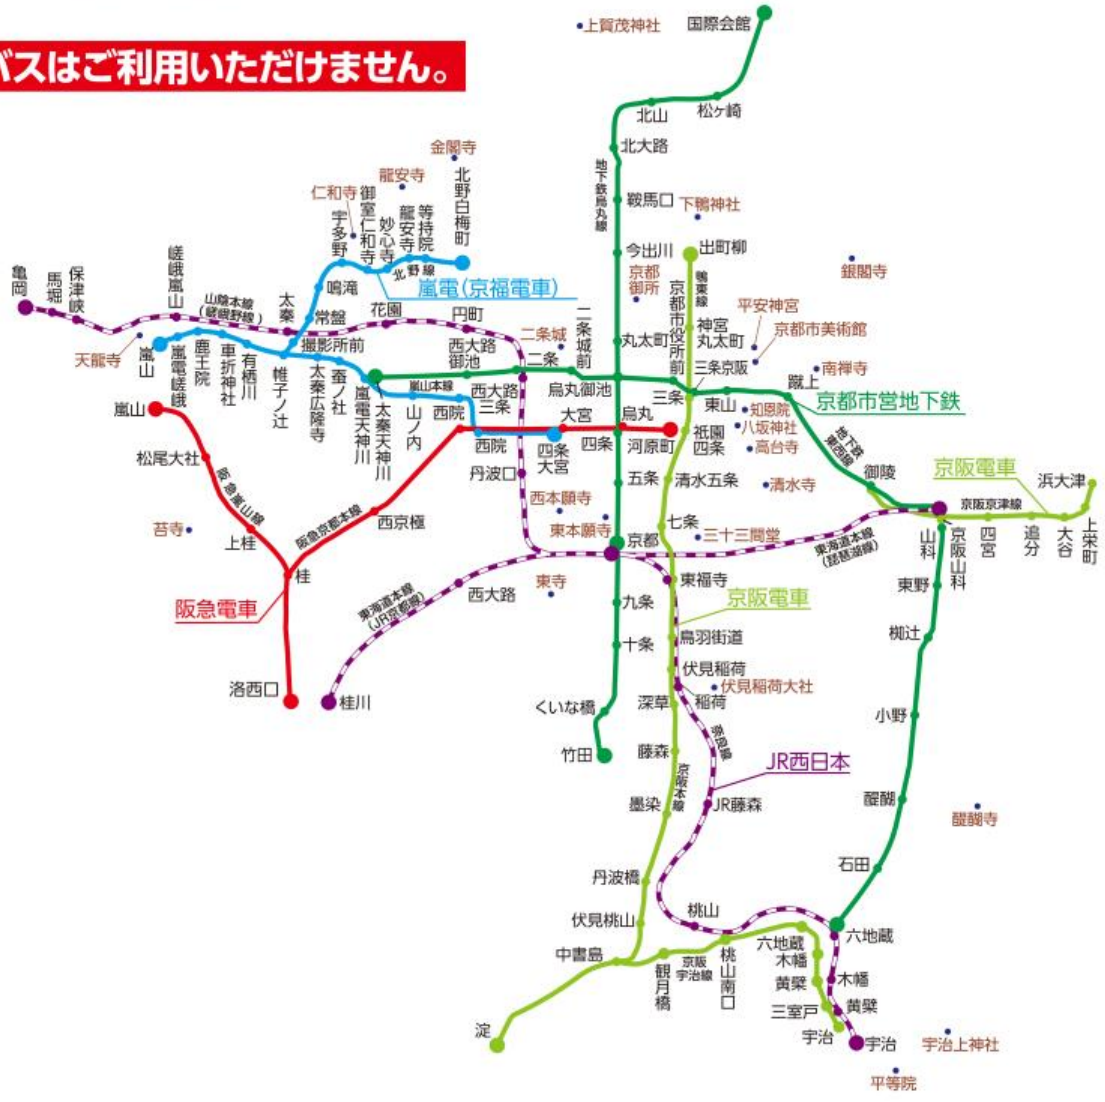 バスはご利用いただけません。
上賀茂神社
国際会館
松ヶ崎
北山
北大路
地下鉄烏丸線
鞍馬口
下鴨神社
今出川
出町柳
京都
御所
鴨東線
京都市役所前
神宮
丸太町
丸太町
平安神宮
京都市美術館
銀閣寺
南禅寺
三条京阪
三条
東山
蹴上
京都市営地下鉄
知恩院
八坂神社
高台寺
地下鉄
東西線
御陵
京阪電車
浜大津
京阪京津線
上栄町
大谷
追分
四宮
京阪山科
山科
東海道本線
(琵琶湖線)
金閣寺
北野白梅町
龍安寺
等持院
龍安寺
妙心寺
御室仁和寺
仁和寺
宇多野
北野線
嵐電(京福電車)
鳴滝
常盤
撮影所前
亀岡
馬堀
保津峡
嵯峨嵐山
山陰本線
(嵯峨野線)
太秦
花園
円町
二条城
二条城前
二条
西大路
御池
烏丸御池
天龍寺
嵐山
嵐電嵯峨
鹿王院
車折神社
有栖川
帷子ノ辻
太秦広隆寺
蚕ノ社
嵐電天神川
太秦天神川
嵐山本線
山ノ内
西大路
三条
西院
西院
四条
大宮
大宮
烏丸
四条
河原町
祇園
四条
嵐山
松尾大社
阪急嵐山線
苔寺
上桂
桂
阪急京都本線
西京極
阪急電車
洛西口
丹波口
西本願寺
東本願寺
五条
清水五条
清水寺
七条
三十三間堂
京都
東寺
東海道本線
(JR京都線)
西大路
桂川
九条
十条
くいな橋
竹田
東福寺
京阪電車
鳥羽街道
伏見稲荷
伏見稲荷大社
稲荷
深草
藤森
奈良線
京阪本線
墨染
JR西日本
JR藤森
丹波橋
伏見桃山
中書島
淀
桃山
観月橋
京阪
宇治線
桃山南口
六地蔵
木幡
黄檗
三室戸
宇治
東野
椥辻
小野
醍醐
醍醐寺
石田
六地蔵
木幡
黄檗
宇治
宇治上神社
平等院